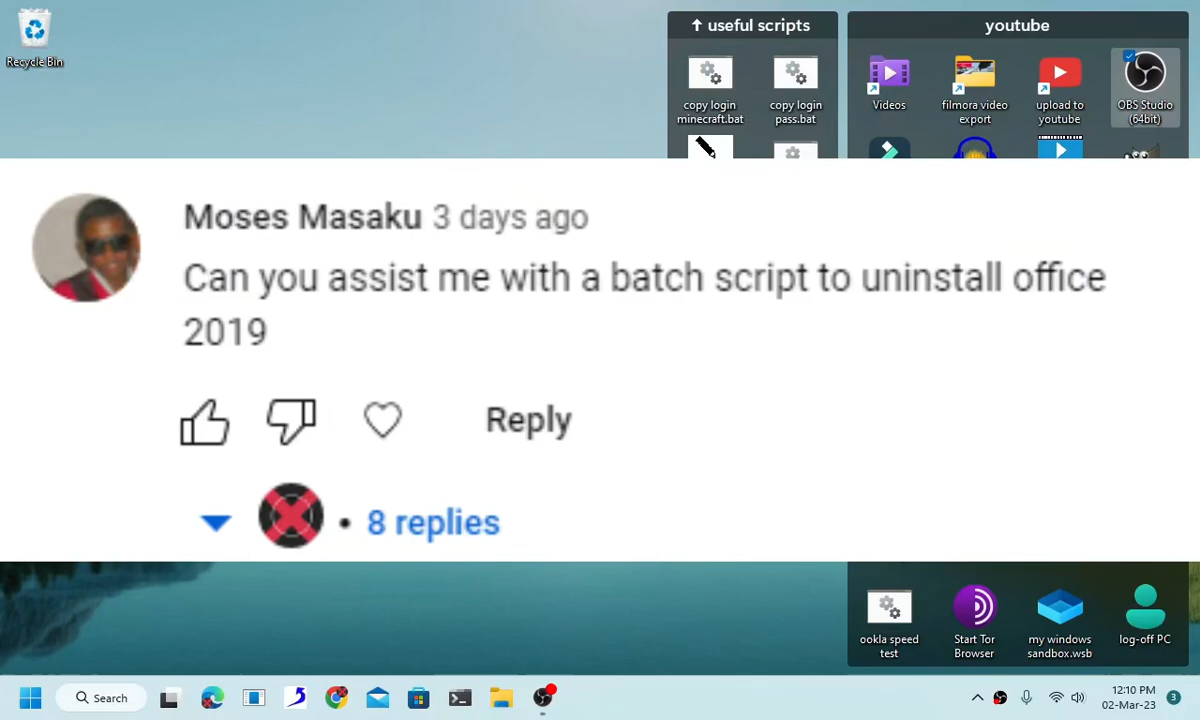 Recycle Bin
↑ useful scripts
copy login
minecraft.bat
copy login
pass.bat
youtube
Videos
filmora video
export
upload to
youtube
OBS Studio
(64bit)
Moses Masaku 3 days ago
Can you assist me with a batch script to uninstall office
2019
Reply
• 8 replies
ookla speed
test
Start Tor
Browser
my windows
sandbox.wsb
log-off PC
Search
12:10 PM
02-Mar-23
3